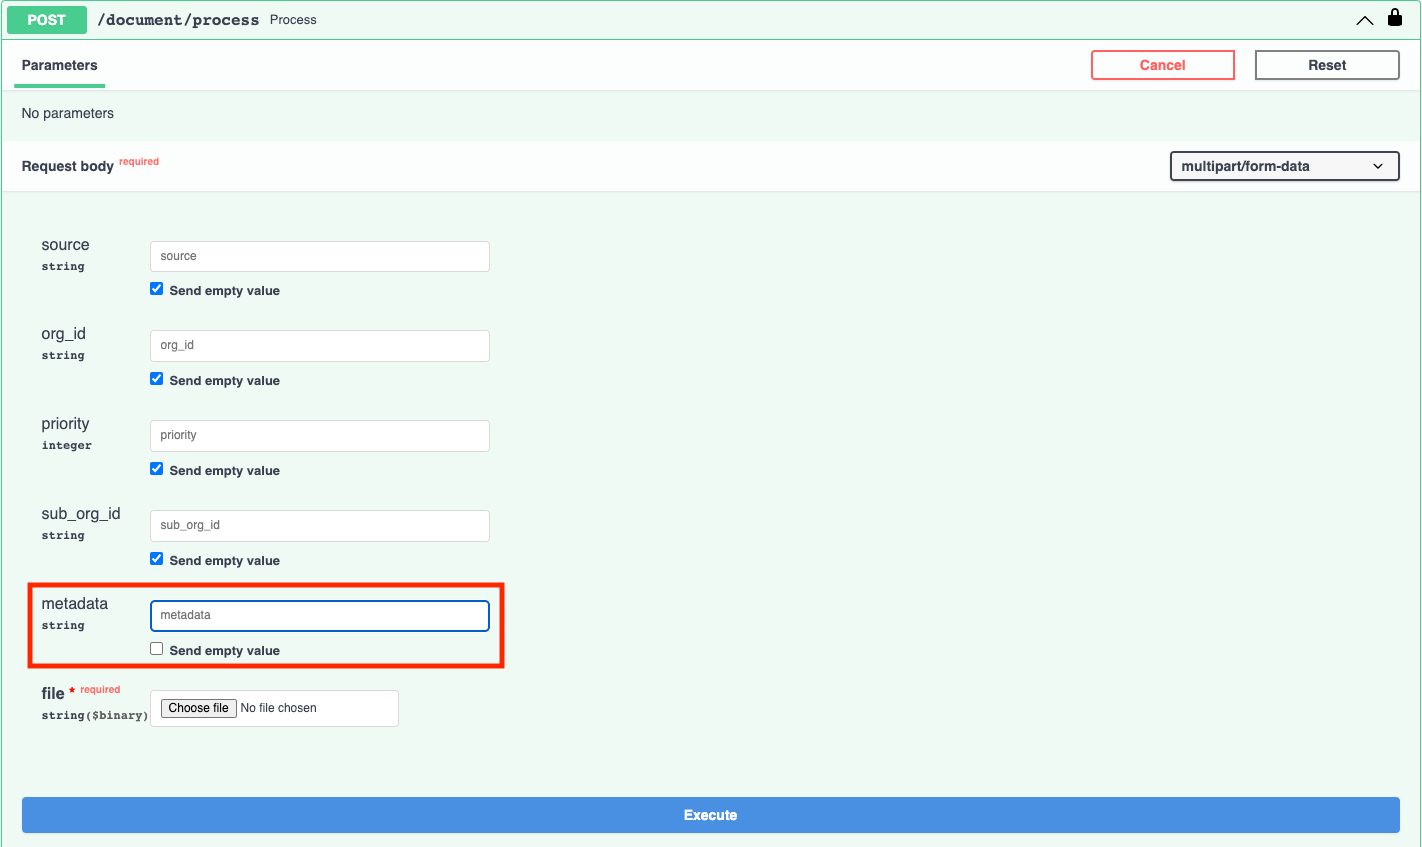 POST /document/process Process
Parameters Cancel Reset
No parameters
Request body required multipart/form-data
source source
string
Send empty value
org_id org_id
string
Send empty value
priority priority
integer
Send empty value
sub_org_id sub_org_id
string
Send empty value
metadata metadata
string
Send empty value
file * required
string($binary) Choose file No file chosen
Execute